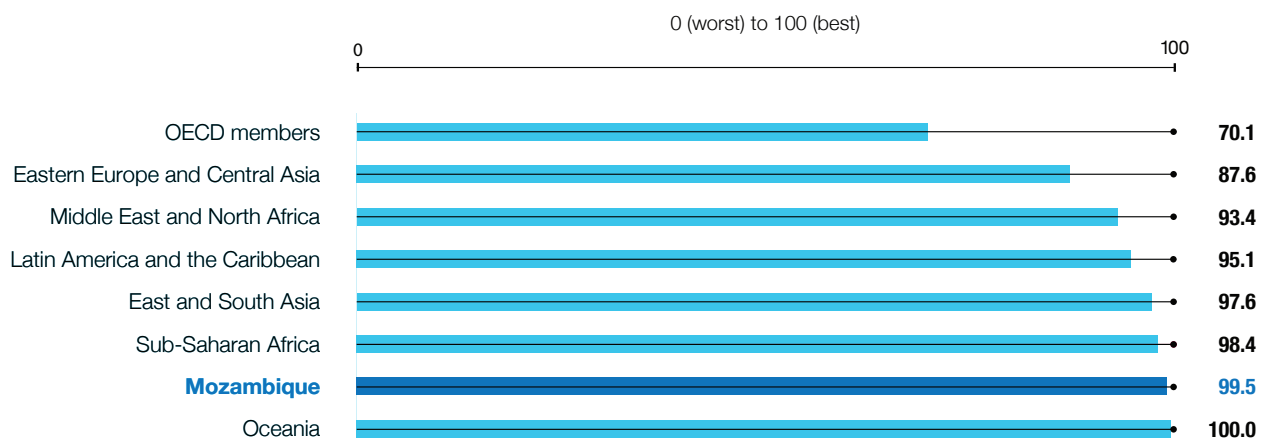 0 (worst) to 100 (best)
0 100
OECD members 70.1
Eastern Europe and Central Asia 87.6
Middle East and North Africa 93.4
Latin America and the Caribbean 95.1
East and South Asia 97.6
Sub-Saharan Africa 98.4
Mozambique 99.5
Oceania 100.0